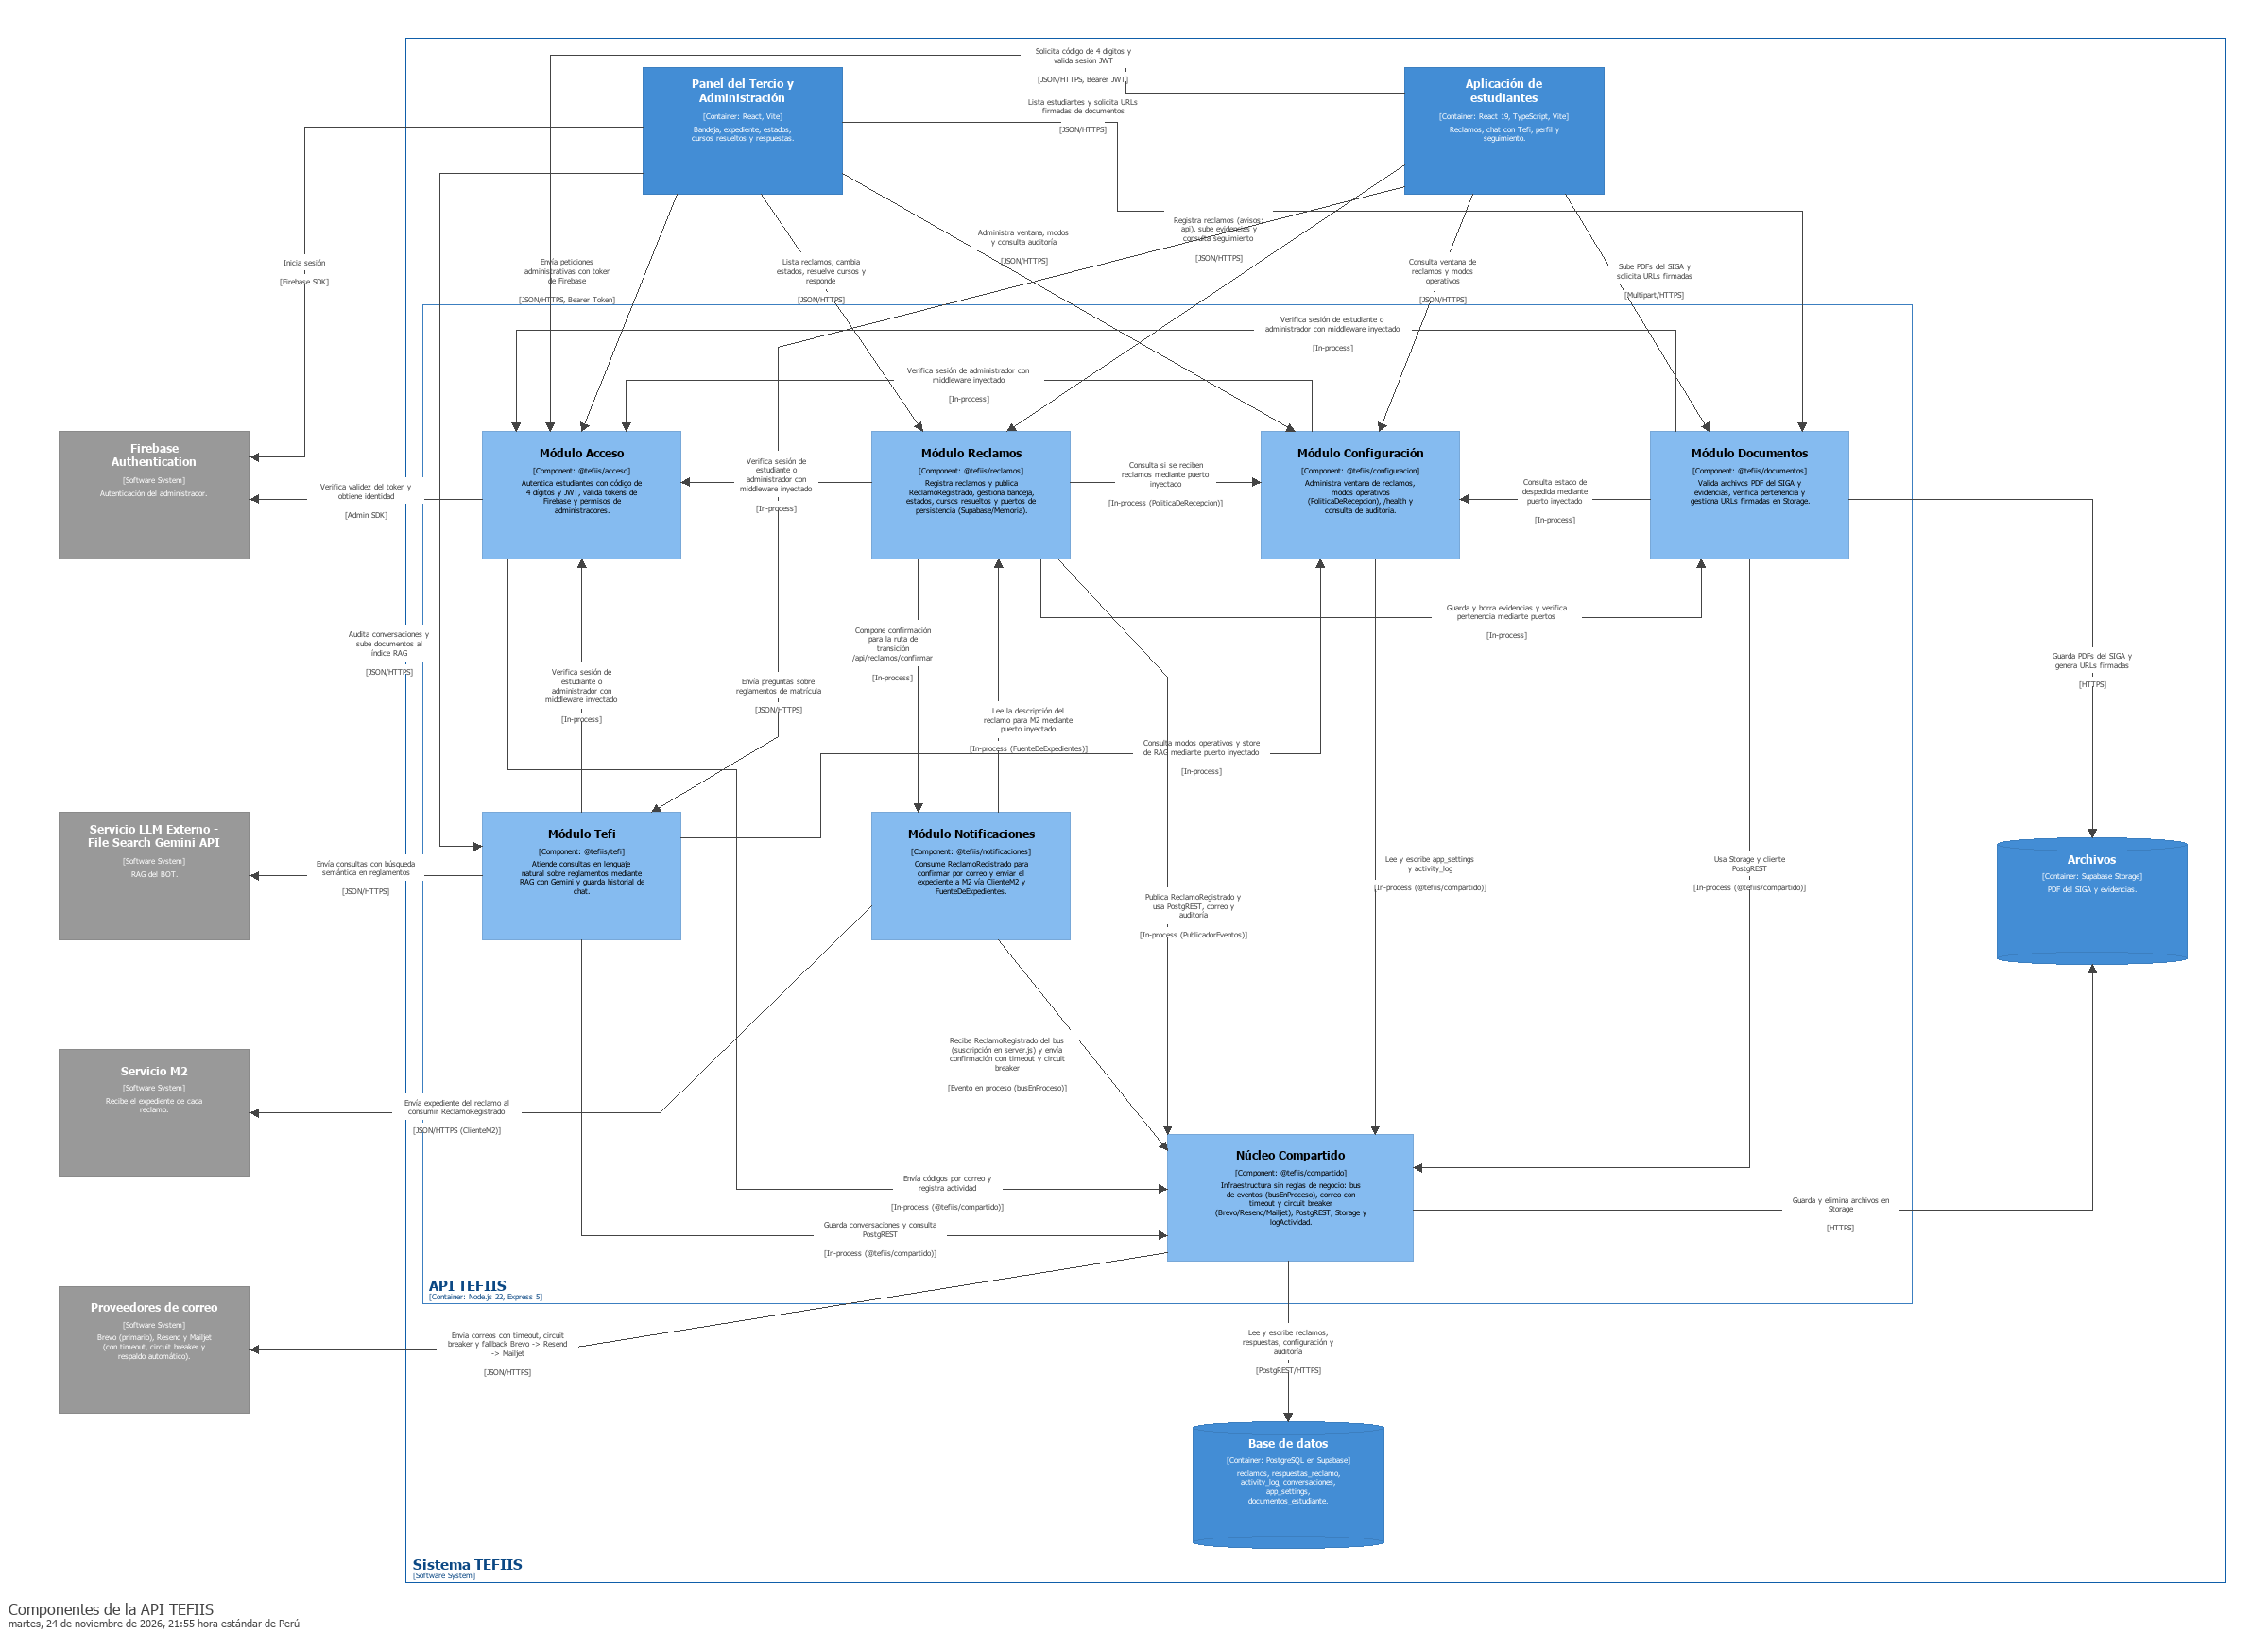 Solicita código de 4 dígitos y
valida sesión JWT
[JSON/HTTPS, Bearer JWT]
Panel del Tercio y
Administración
[Container: React, Vite]
Bandeja, expediente, estados,
cursos resueltos y respuestas.
Lista estudiantes y solicita URLs
firmadas de documentos
[JSON/HTTPS]
Aplicación de
estudiantes
[Container: React 19, TypeScript, Vite]
Reclamos, chat con Tefi, perfil y
seguimiento.
Inicia sesión
[Firebase SDK]
Envía peticiones
administrativas con token
de Firebase
[JSON/HTTPS, Bearer Token]
Lista reclamos, cambia
estados, resuelve cursos y
responde
[JSON/HTTPS]
Administra ventana, modos
y consulta auditoría
[JSON/HTTPS]
Registra reclamos (avisos:
api), sube evidencias y
consulta seguimiento
[JSON/HTTPS]
Consulta ventana de
reclamos y modos
operativos
[JSON/HTTPS]
Sube PDFs del SIGA y
solicita URLs firmadas
[Multipart/HTTPS]
Verifica sesión de estudiante o
administrador con middleware inyectado
[In-process]
Verifica sesión de administrador con
middleware inyectado
[In-process]
Firebase
Authentication
[Software System]
Autenticación del administrador.
Verifica validez del token y
obtiene identidad
[Admin SDK]
Módulo Acceso
[Component: @tefiis/acceso]
Autentica estudiantes con código de
4 dígitos y JWT, valida tokens de
Firebase y permisos de
administradores.
Verifica sesión de
estudiante o
administrador con
middleware inyectado
[In-process]
Módulo Reclamos
[Component: @tefiis/reclamos]
Registra reclamos y publica
ReclamoRegistrado, gestiona bandeja,
estados, cursos resueltos y puertos de
persistencia (Supabase/Memoria).
Consulta si se reciben
reclamos mediante puerto
inyectado
[In-process (PoliticaDeRecepcion)]
Módulo Configuración
[Component: @tefiis/configuracion]
Administra ventana de reclamos,
modos operativos
(PoliticaDeRecepcion), /health y
consulta de auditoría.
Consulta estado de
despedida mediante
puerto inyectado
[In-process]
Módulo Documentos
[Component: @tefiis/documentos]
Valida archivos PDF del SIGA y
evidencias, verifica pertenencia y
gestiona URLs firmadas en Storage.
Guarda y borra evidencias y verifica
pertenencia mediante puertos
[In-process]
Audita conversaciones y
sube documentos al
índice RAG
[JSON/HTTPS]
Compone confirmación
para la ruta de
transición
/api/reclamos/confirmar
[In-process]
Guarda PDFs del SIGA y
genera URLs firmadas
[HTTPS]
Verifica sesión de
estudiante o
administrador con
middleware inyectado
[In-process]
Envía preguntas sobre
reglamentos de matrícula
[JSON/HTTPS]
Lee la descripción del
reclamo para M2 mediante
puerto inyectado
[In-process (FuenteDeExpedientes)]
Consulta modos operativos y store
de RAG mediante puerto inyectado
[In-process]
Servicio LLM Externo -
File Search Gemini API
[Software System]
RAG del BOT.
Envía consultas con búsqueda
semántica en reglamentos
[JSON/HTTPS]
Módulo Tefi
[Component: @tefiis/tefi]
Atiende consultas en lenguaje
natural sobre reglamentos mediante
RAG con Gemini y guarda historial de
chat.
Módulo Notificaciones
[Component: @tefiis/notificaciones]
Consume ReclamoRegistrado para
confirmar por correo y enviar el
expediente a M2 vía ClienteM2 y
FuenteDeExpedientes.
Publica ReclamoRegistrado y
usa PostgREST, correo y
auditoría
[In-process (PublicadorEventos)]
Lee y escribe app_settings
y activity_log
[In-process (@tefiis/compartido)]
Usa Storage y cliente
PostgREST
[In-process (@tefiis/compartido)]
Archivos
[Container: Supabase Storage]
PDF del SIGA y evidencias.
Recibe ReclamoRegistrado del bus
(suscripción en server.js) y envía
confirmación con timeout y circuit
breaker
[Evento en proceso (busEnProceso)]
Servicio M2
[Software System]
Recibe el expediente de cada
reclamo.
Envía expediente del reclamo al
consumir ReclamoRegistrado
[JSON/HTTPS (ClienteM2)]
Núcleo Compartido
[Component: @tefiis/compartido]
Infraestructura sin reglas de negocio: bus
de eventos (busEnProceso), correo con
timeout y circuit breaker
(Brevo/Resend/Mailjet), PostgREST, Storage y
logActividad.
Envía códigos por correo y
registra actividad
[In-process (@tefiis/compartido)]
Guarda conversaciones y consulta
PostgREST
[In-process (@tefiis/compartido)]
Guarda y elimina archivos en
Storage
[HTTPS]
API TEFIIS
[Container: Node.js 22, Express 5]
Proveedores de correo
[Software System]
Brevo (primario), Resend y Mailjet
(con timeout, circuit breaker y
respaldo automático).
Envía correos con timeout, circuit
breaker y fallback Brevo -> Resend
-> Mailjet
[JSON/HTTPS]
Lee y escribe reclamos,
respuestas, configuración y
auditoría
[PostgREST/HTTPS]
Base de datos
[Container: PostgreSQL en Supabase]
reclamos, respuestas_reclamo,
activity_log, conversaciones,
app_settings,
documentos_estudiante.
Sistema TEFIIS
[Software System]
Componentes de la API TEFIIS
martes, 24 de noviembre de 2026, 21:55 hora estándar de Perú